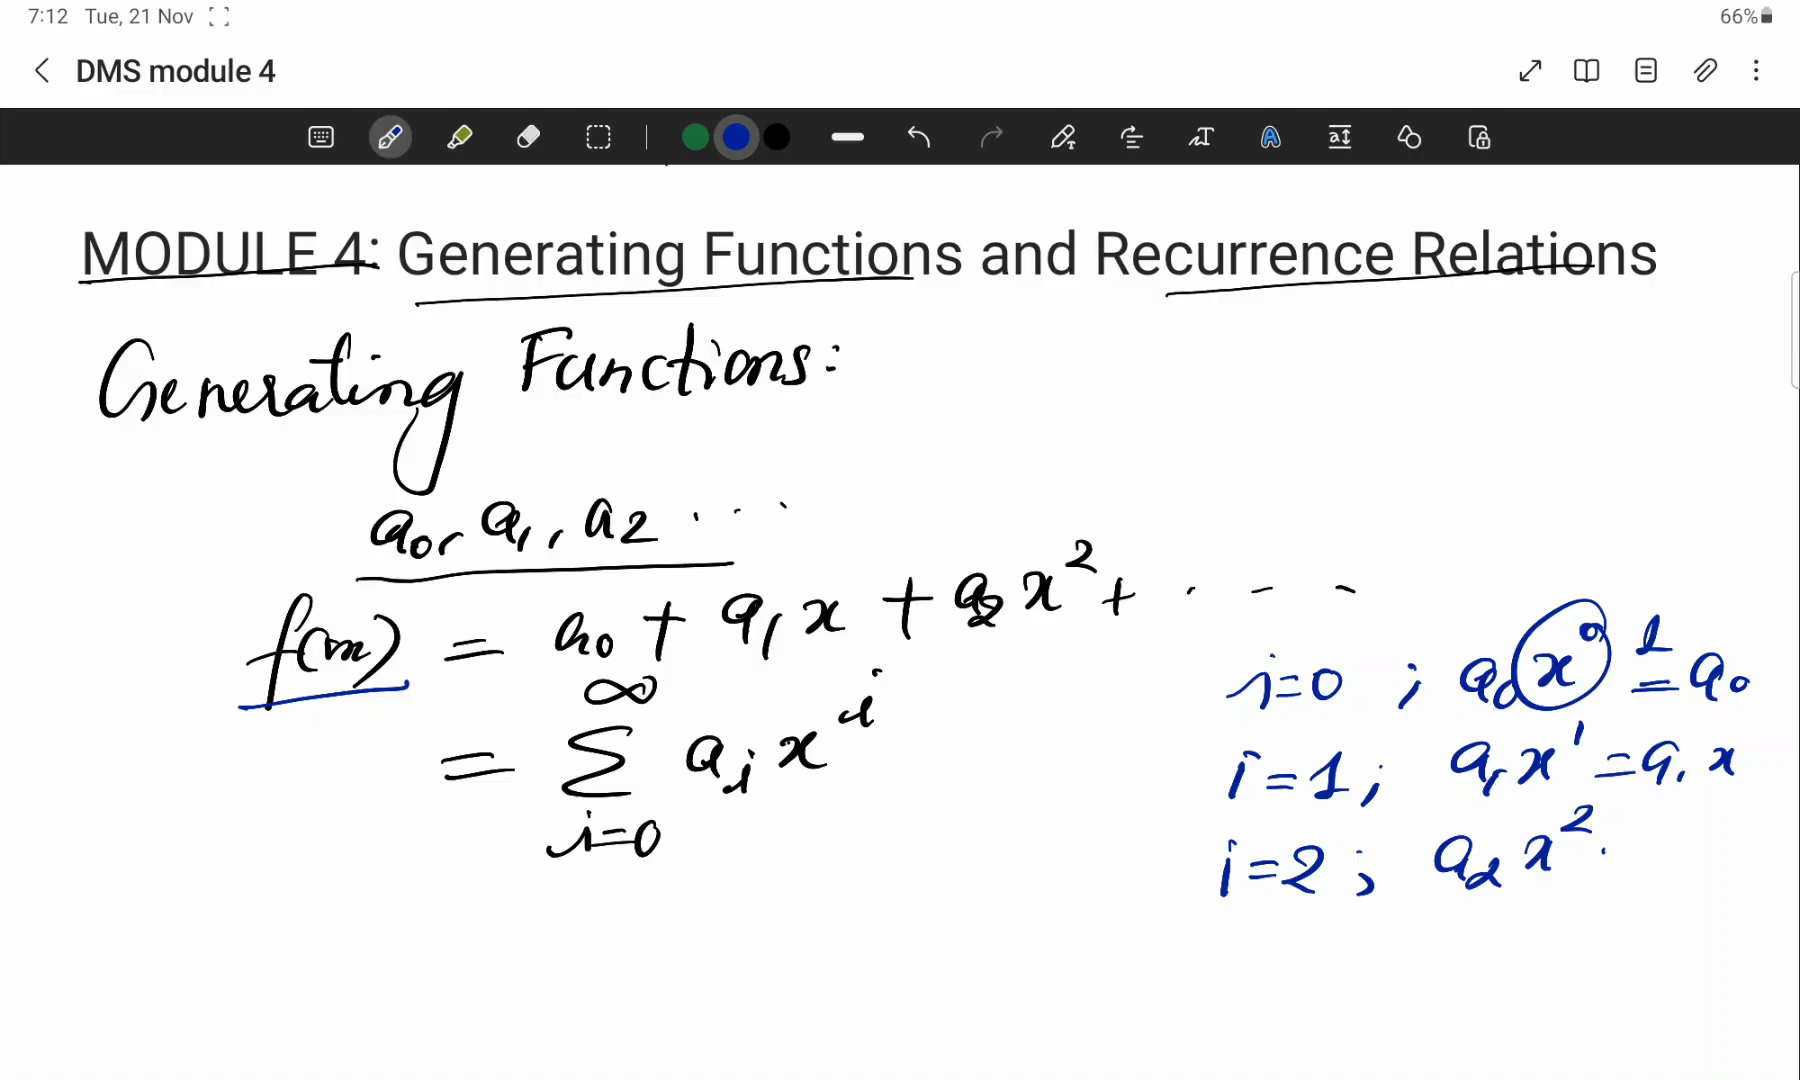 7:12 Tue, 21 Nov 66%
DMS module 4
MODULE 4: Generating Functions and Recurrence Relations
Generating Functions:
a₀, a₁, a₂ ...
f(x) = a₀ + a₁x + a₂x² + . - -
= ∞ Σ i=0 aᵢxⁱ
i=0 ; a₀x⁰ 1 = a₀
i=1 ; a₁x¹ = a₁x
i=2 ; a₂x².